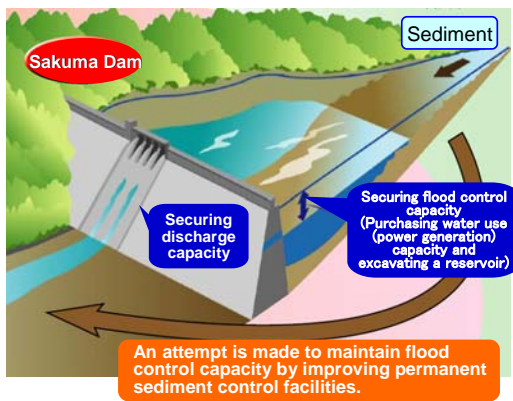 Sediment
Sakuma Dam
Securing
discharge
capacity
Securing flood control
capacity
(Purchasing water use
(power generation)
capacity and
excavating a reservoir)
An attempt is made to maintain flood
control capacity by improving permanent
sediment control facilities.